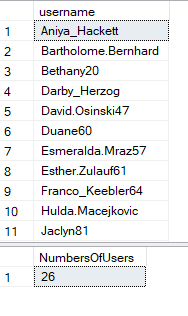 username
1 Aniya_Hackett
2 Bartholome.Bernhard
3 Bethany20
4 Darby_Herzog
5 David.Osinski47
6 Duane60
7 Esmeralda.Mraz57
8 Esther.Zulauf61
9 Franco_Keebler64
10 Hulda.Macejkovic
11 Jaclyn81
NumbersOfUsers
1 26